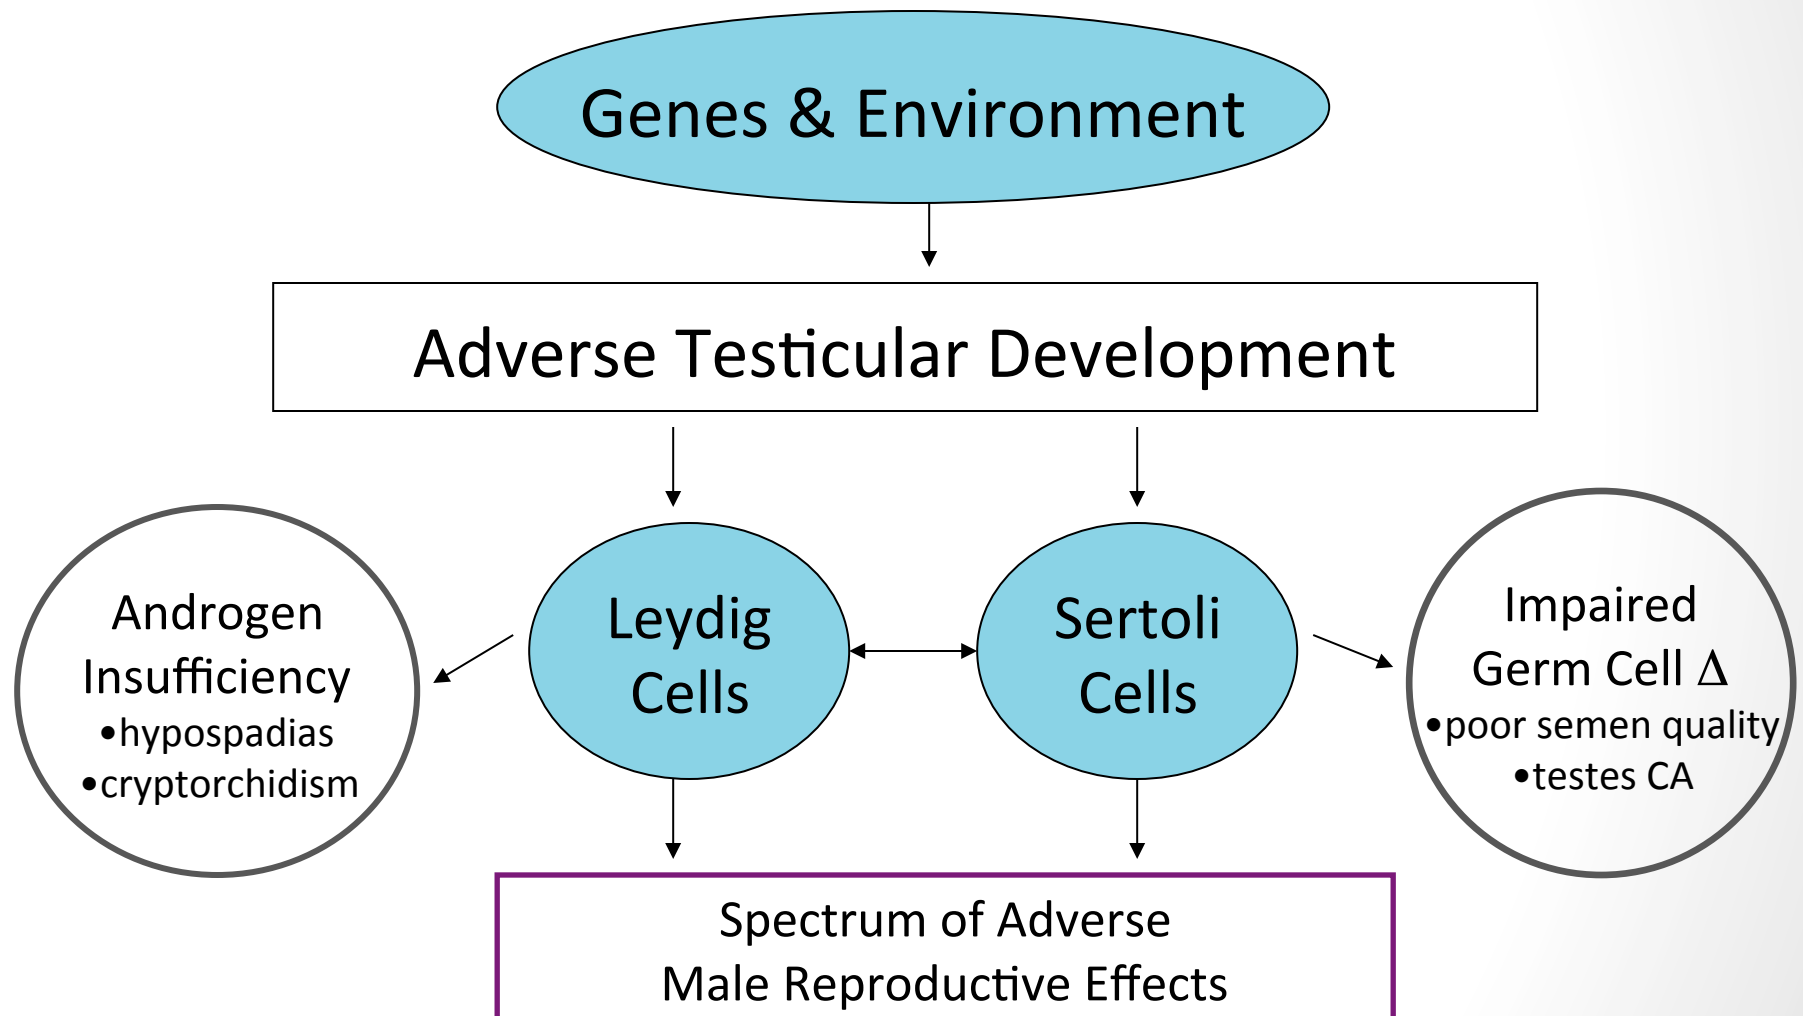 Genes & Environment
Adverse Testicular Development
Androgen
Insufficiency
•hypospadias
•cryptorchidism
Leydig
Cells
Sertoli
Cells
Impaired
Germ Cell Δ
•poor semen quality
•testes CA
Spectrum of Adverse
Male Reproductive Effects